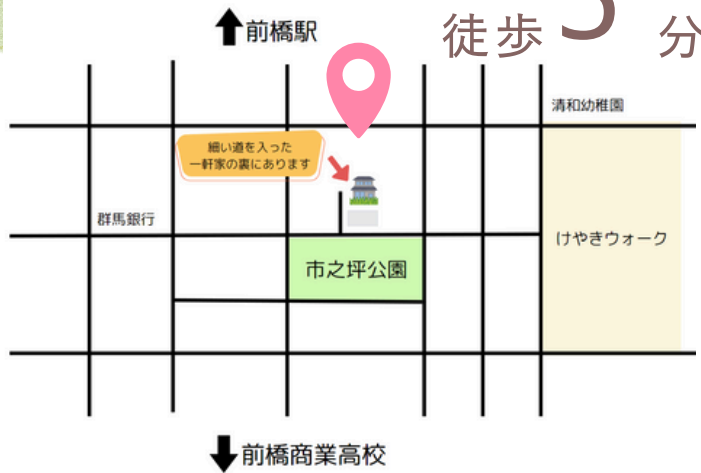 前橋駅
徒歩 分
清和幼稚園
細い道を入った
一軒家の裏にあります
群馬銀行
けやきウォーク
市之坪公園
前橋商業高校